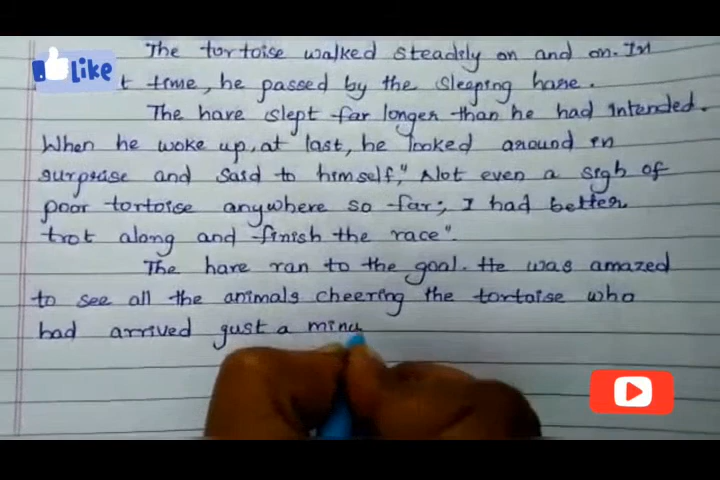 The tortoise walked steadely on and on. In
Like
t time, he passed by the sleeping hare.
The hare slept far longer than he had intended.
When he woke up, at last, he looked around in
surprise and said to himself," Not even a sigh of
poor tortoise anywhere so far; I had better
trot along and finish the race".
The hare ran to the goal. He was amazed
to see all the animals cheering the tortoise who
had arrived gust a minu